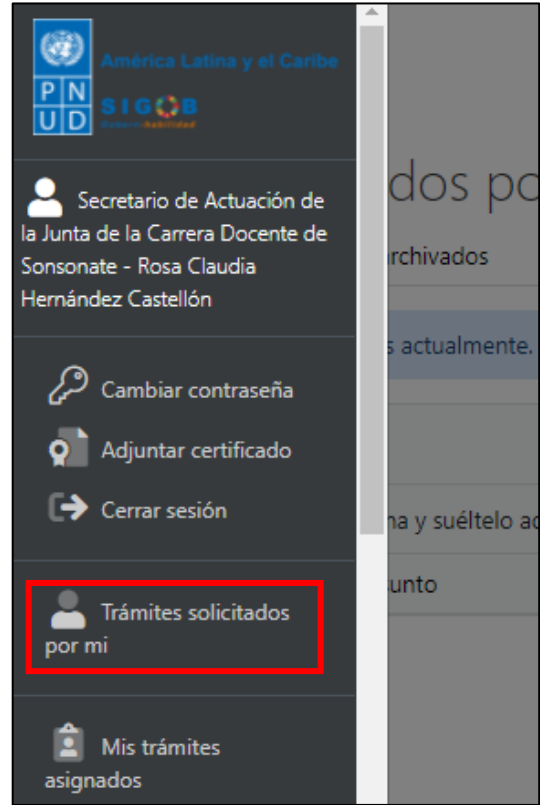 América Latina y el Caribe
P N
U D
SIGOB
Secretario de Actuación de
la Junta de la Carrera Docente de
Sonsonate - Rosa Claudia
Hernández Castellón
Cambiar contraseña
Adjuntar certificado
Cerrar sesión
Trámites solicitados
por mi
Mis trámites
asignados
dos po
rchivados
s actualmente.
na y suéltelo ad
unto